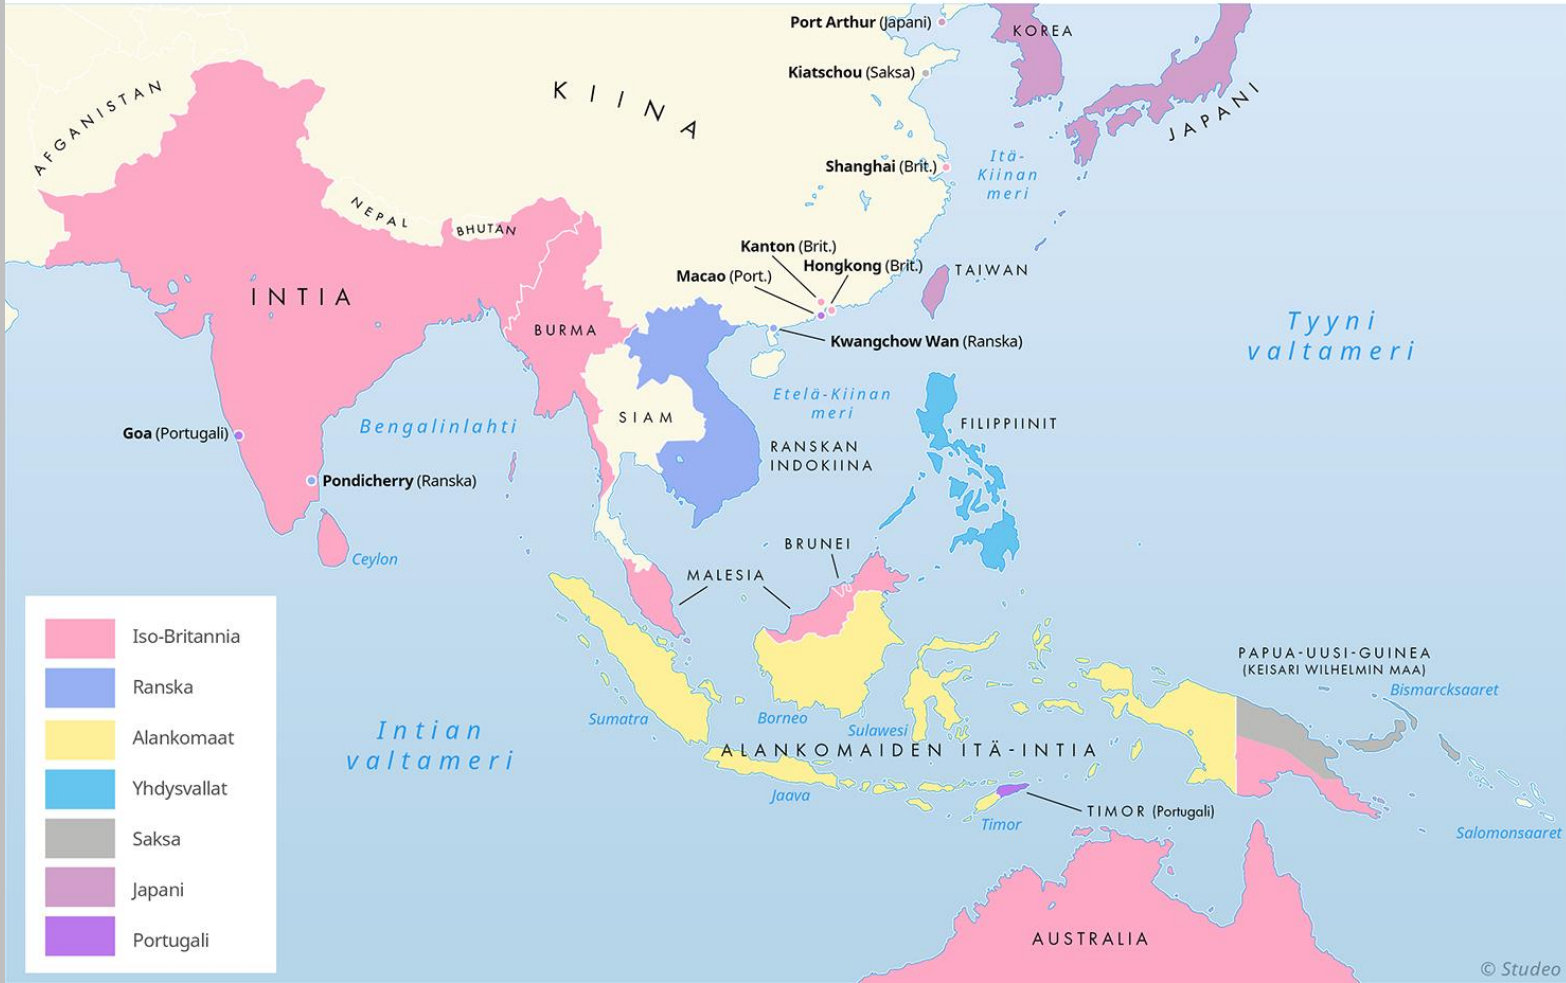 Port Arthur (Japani)
KOREA
Kiatschou (Saksa)
KIINA
AFGANISTAN
JAPANI
Itä-
Kiinan
meri
Shanghai (Brit.)
NEPAL
BHUTAN
Kanton (Brit.)
Hongkong (Brit.)
Macao (Port.)
TAIWAN
INTIA
BURMA
Tyyni
valtameri
Kwangchow Wan (Ranska)
Etelä-Kiinan
meri
SIAM
Bengalinlahti
FILIPPIINIT
Goa (Portugali)
RANSKAN
INDOKIINA
Pondicherry (Ranska)
BRUNEI
Ceylon
MALESIA
Iso-Britannia
Ranska
Alankomaat
Yhdysvallat
Saksa
Japani
Portugali
PAPUA-UUSI-GUINEA
(KEISARI WILHELMIN MAA)
Bismarcksaaret
Sumatra
Borneo
Sulawesi
Intian
valtameri
ALANKOMAIDEN ITÄ-INTIA
Jaava
TIMOR (Portugali)
Timor
Salomonsaaret
AUSTRALIA
© Studeo